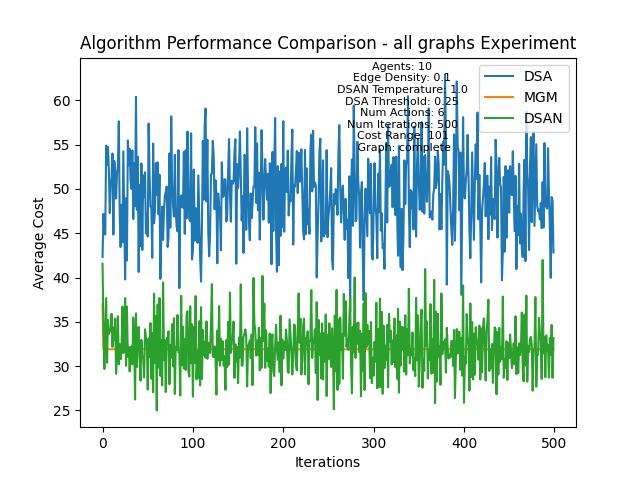 Algorithm Performance Comparison - all graphs Experiment
Agents: 10
Edge Density: 0.1
DSAN Temperature: 1.0
DSA Threshold: 0.25
Num Actions: 6
Num Iterations: 500
Cost Range: 101
Graph: complete
DSA
MGM
DSAN
Average Cost
60
55
50
45
40
35
30
25
0
100
200
300
400
500
Iterations